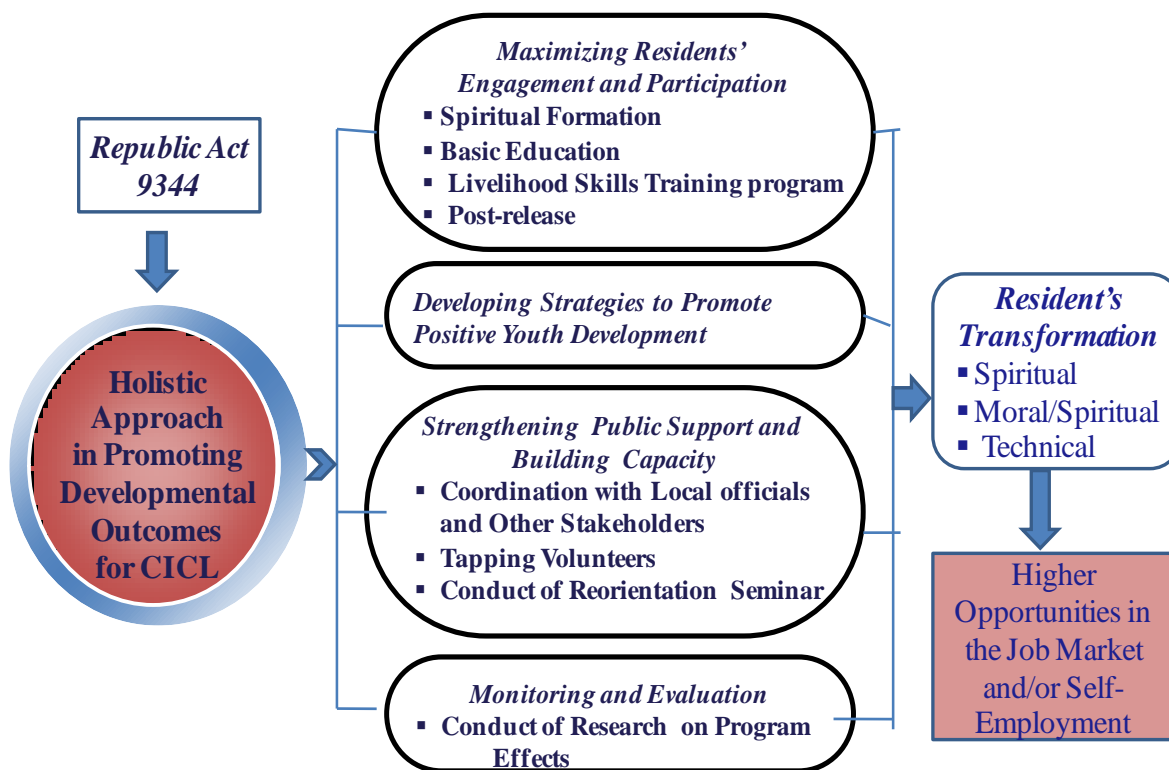 Republic Act
9344
Holistic
Approach
in Promoting
Developmental
Outcomes
for CICL
Maximizing Residents’
Engagement and Participation
▪ Spiritual Formation
▪ Basic Education
▪ Livelihood Skills Training program
▪ Post-release
Developing Strategies to Promote
Positive Youth Development
Strengthening Public Support and
Building Capacity
▪ Coordination with Local officials
and Other Stakeholders
▪ Tapping Volunteers
▪ Conduct of Reorientation Seminar
Monitoring and Evaluation
▪ Conduct of Research on Program
Effects
Resident’s
Transformation
▪ Spiritual
▪ Moral/Spiritual
▪ Technical
Higher
Opportunities in
the Job Market
and/or Self-
Employment